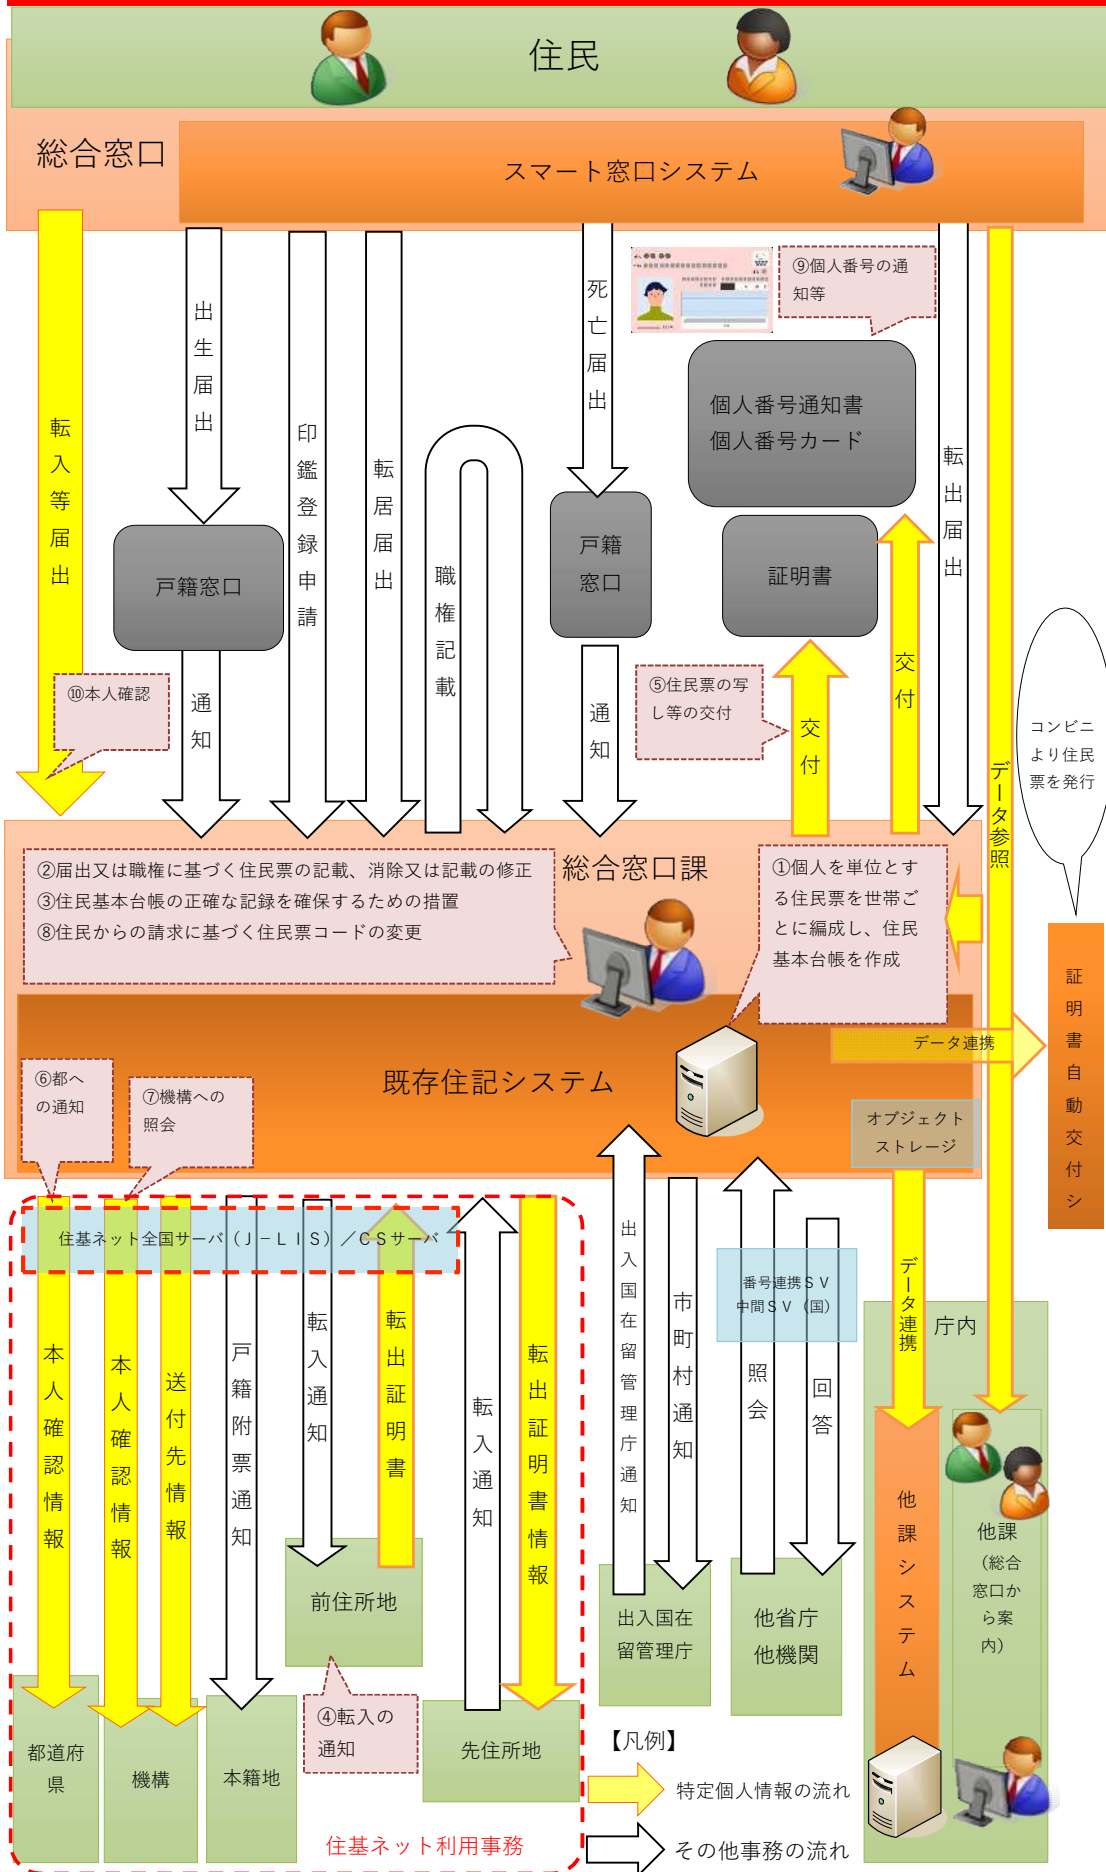 住民
総合窓口
スマート窓口システム
転入等届出
出生届出
印鑑登録申請
転居届出
職権記載
死亡届出
⑨個人番号の通
知等
個人番号通知書
個人番号カード
転出届出
データ参照
戸籍窓口
戸籍
窓口
証明書
⑩本人確認
通知
通知
⑤住民票の写
し等の交付
交付
交付
コンビニ
より住民
票を発行
②届出又は職権に基づく住民票の記載、消除又は記載の修正
③住民基本台帳の正確な記録を確保するための措置
⑧住民からの請求に基づく住民票コードの変更
総合窓口課
①個人を単位とす
る住民票を世帯ご
とに編成し、住民
基本台帳を作成
証明書自動交付シ
データ連携
既存住記システム
⑥都へ
の通知
⑦機構への
照会
オブジェクト
ストレージ
住基ネット全国サーバ（Ｊ－ＬＩＳ）／ＣＳサーバ
本人確認情報
本人確認情報
送付先情報
戸籍附票通知
転入通知
転出証明書
転入通知
転出証明書情報
出入国在留管理庁通知
市町村通知
番号連携ＳＶ
中間ＳＶ（国）
照会
回答
データ連携
庁内
他課システム
他課
（総合
窓口か
ら案
内）
前住所地
出入国在
留管理庁
他省庁
他機関
④転入の
通知
都道府
県
機構
本籍地
先住所地
【凡例】
特定個人情報の流れ
その他事務の流れ
住基ネット利用事務